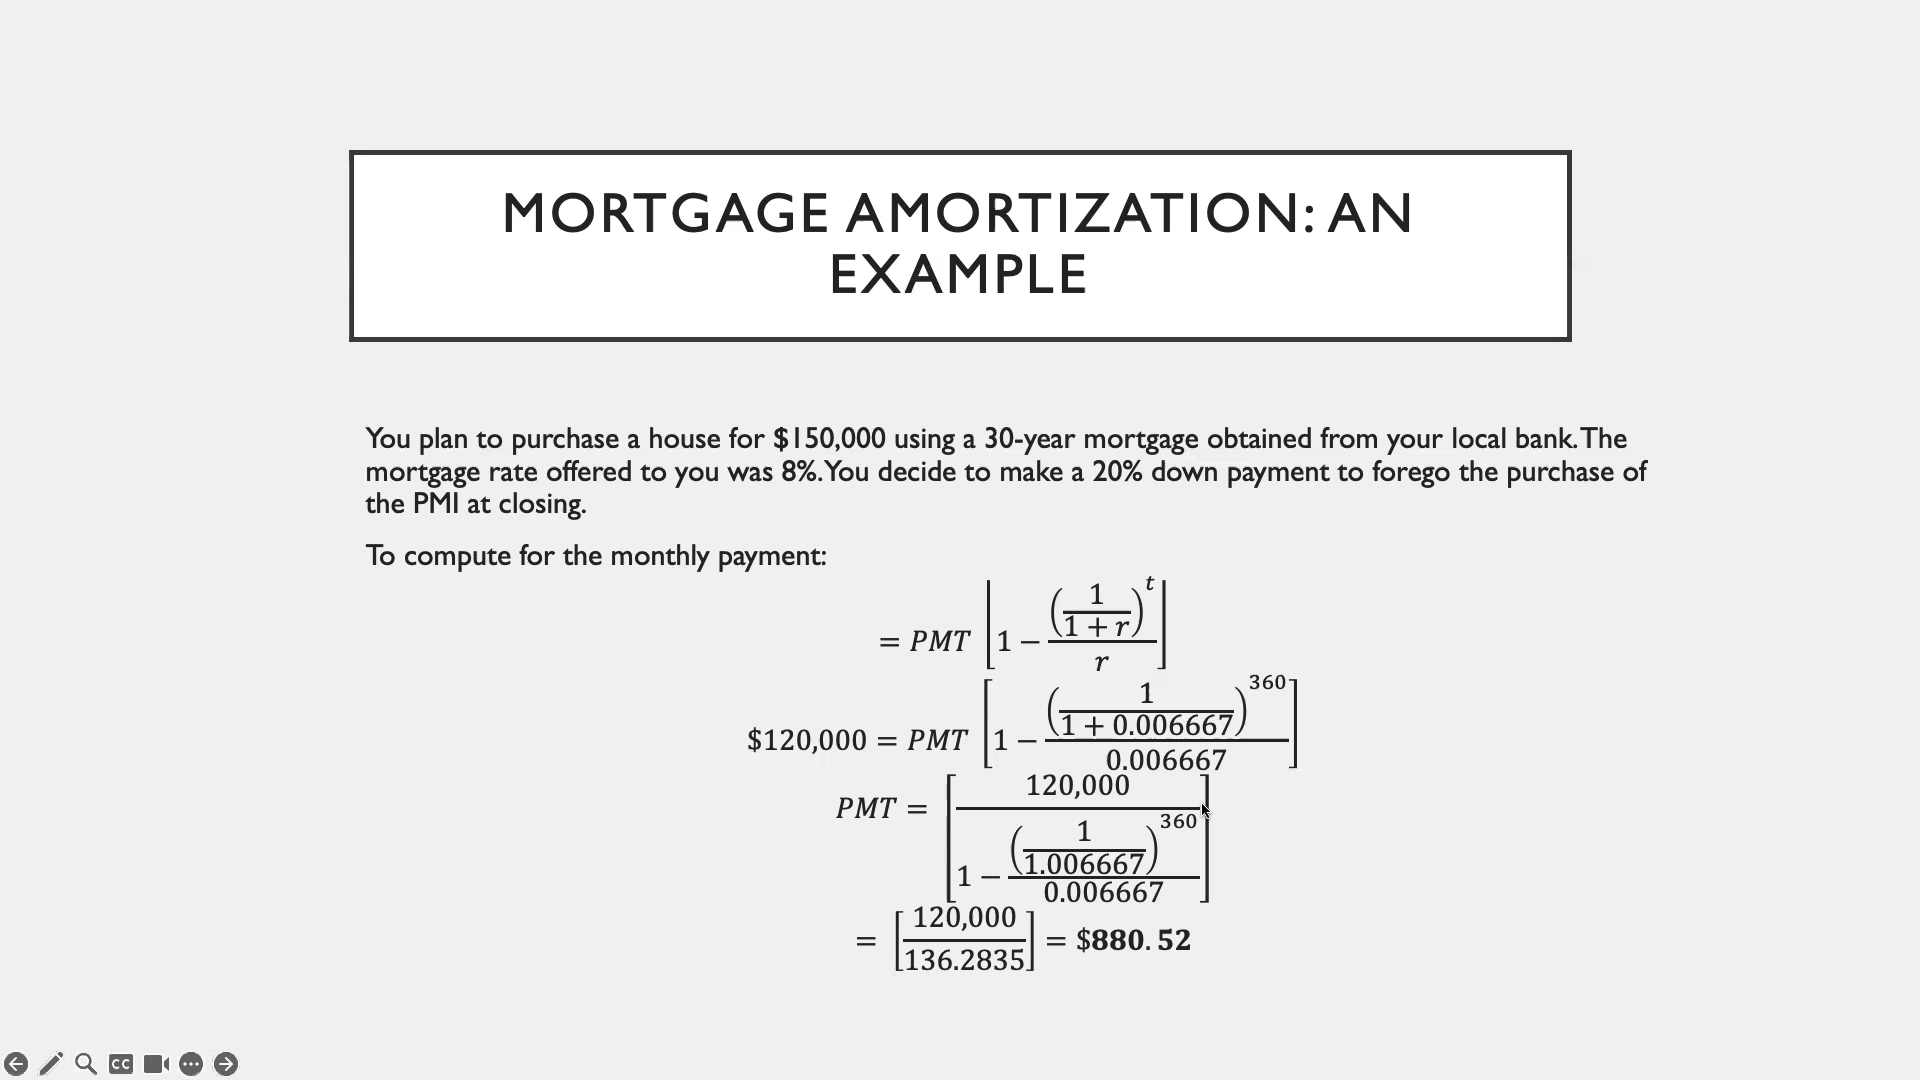 MORTGAGE AMORTIZATION: AN
EXAMPLE
You plan to purchase a house for $150,000 using a 30-year mortgage obtained from your local bank. The
mortgage rate offered to you was 8%. You decide to make a 20% down payment to forego the purchase of
the PMI at closing.
To compute for the monthly payment:
= PMT [1 − (1/(1 + r))^t / r]
$120,000 = PMT [1 − (1/(1 + 0.006667))^360 / 0.006667]
PMT = [120,000 / (1 − (1/1.006667)^360 / 0.006667)]
= [120,000/136.2835] = $880.52
CC